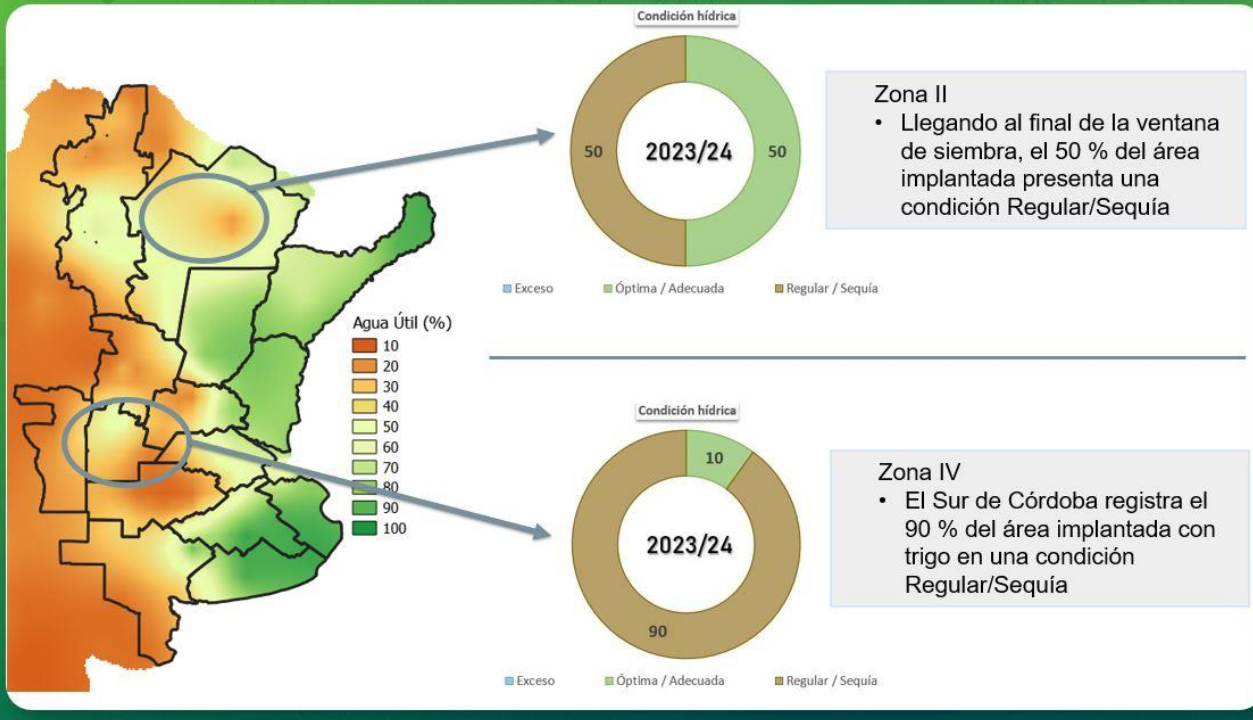 Condición hídrica
50
2023/24
50
Exceso
Óptima / Adecuada
Regular / Sequía
Zona II
• Llegando al final de la ventana
de siembra, el 50 % del área
implantada presenta una
condición Regular/Sequía
Agua Útil (%)
10
20
30
40
50
60
70
80
90
100
Condición hídrica
10
2023/24
90
Exceso
Óptima / Adecuada
Regular / Sequía
Zona IV
• El Sur de Córdoba registra el
90 % del área implantada con
trigo en una condición
Regular/Sequía